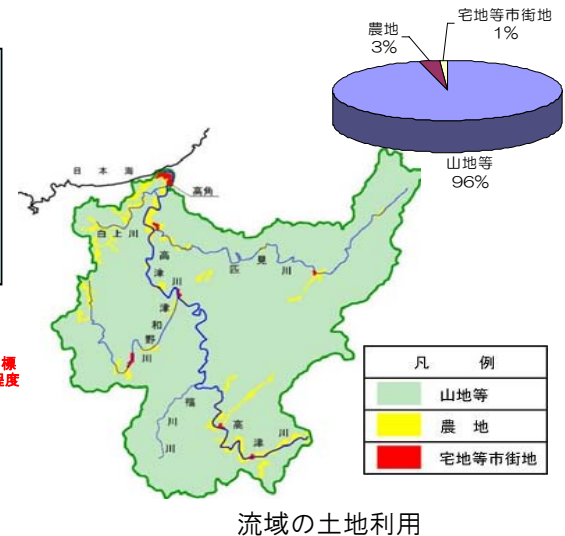 宅地等市街地
1%
農地
3%
山地等
96%
日本海
高角
白上川
高津川
匹見川
津和野川
福川川
高津川
標
程度
凡　例
山地等
農　地
宅地等市街地
流域の土地利用